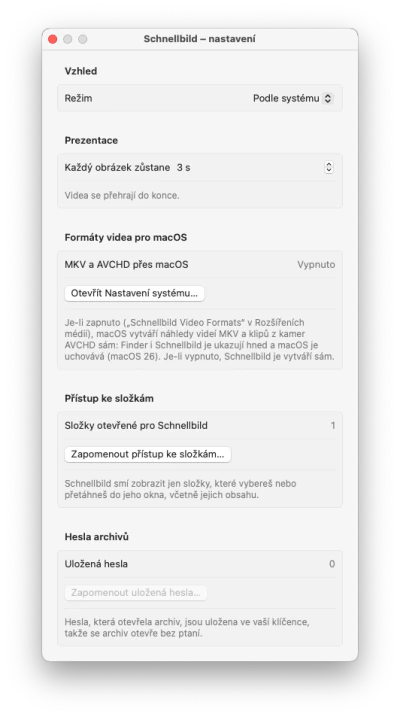 Schnellbild – nastavení
Vzhled
Režim Podle systému
Prezentace
Každý obrázek zůstane 3 s
Videa se přehrají do konce.
Formáty videa pro macOS
MKV a AVCHD přes macOS Vypnuto
Otevřít Nastavení systému…
Je-li zapnuto („Schnellbild Video Formats“ v Rozšířeních
médií), macOS vytváří náhledy videí MKV a klipů z kamer
AVCHD sám: Finder i Schnellbild je ukazují hned a macOS je
uchovává (macOS 26). Je-li vypnuto, Schnellbild je vytváří sám.
Přístup ke složkám
Složky otevřené pro Schnellbild 1
Zapomenout přístup ke složkám…
Schnellbild smí zobrazit jen složky, které vybereš nebo
přetáhneš do jeho okna, včetně jejich obsahu.
Hesla archivů
Uložená hesla 0
Zapomenout uložená hesla…
Hesla, která otevřela archiv, jsou uložena ve vaší klíčence,
takže se archiv otevře bez ptaní.